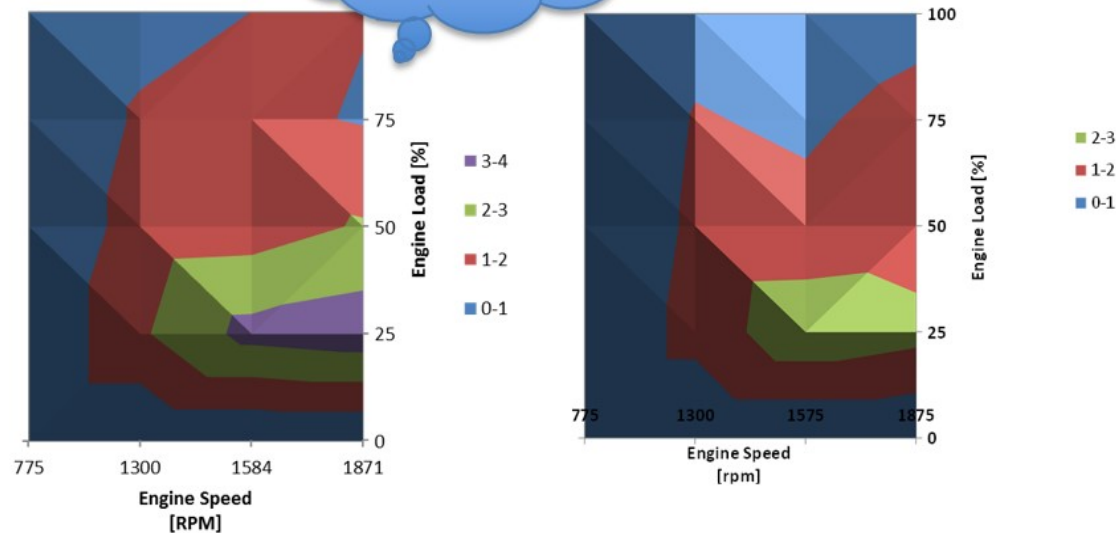 75
50
25
0
Engine Load [%]
3-4
2-3
1-2
0-1
775 1300 1584 1871
Engine Speed
[RPM]
100
75
50
25
0
Engine Load [%]
2-3
1-2
0-1
775 1300 1575 1875
Engine Speed
[rpm]